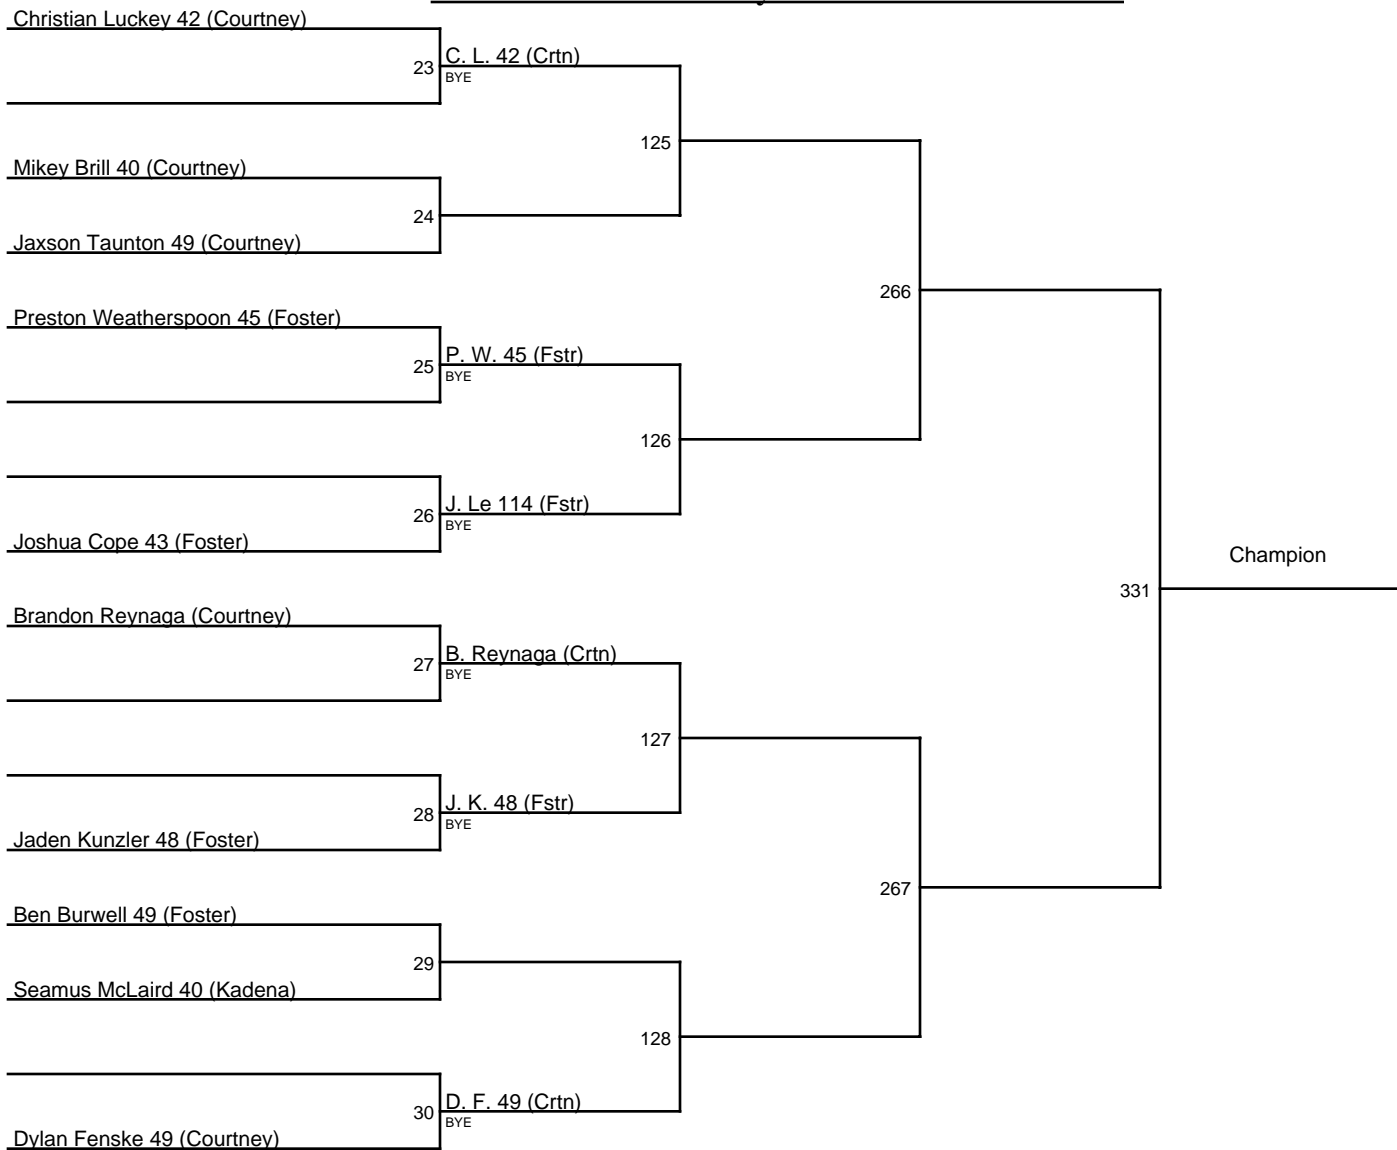 Christian Luckey 42 (Courtney)
23
C. L. 42 (Crtn)
BYE
125
Mikey Brill 40 (Courtney)
24
Jaxson Taunton 49 (Courtney)
266
Preston Weatherspoon 45 (Foster)
25
P. W. 45 (Fstr)
BYE
126
26
J. Le 114 (Fstr)
BYE
Joshua Cope 43 (Foster)
Champion
331
Brandon Reynaga (Courtney)
27
B. Reynaga (Crtn)
BYE
127
28
J. K. 48 (Fstr)
BYE
Jaden Kunzler 48 (Foster)
267
Ben Burwell 49 (Foster)
29
Seamus McLaird 40 (Kadena)
128
30
D. F. 49 (Crtn)
BYE
Dylan Fenske 49 (Courtney)